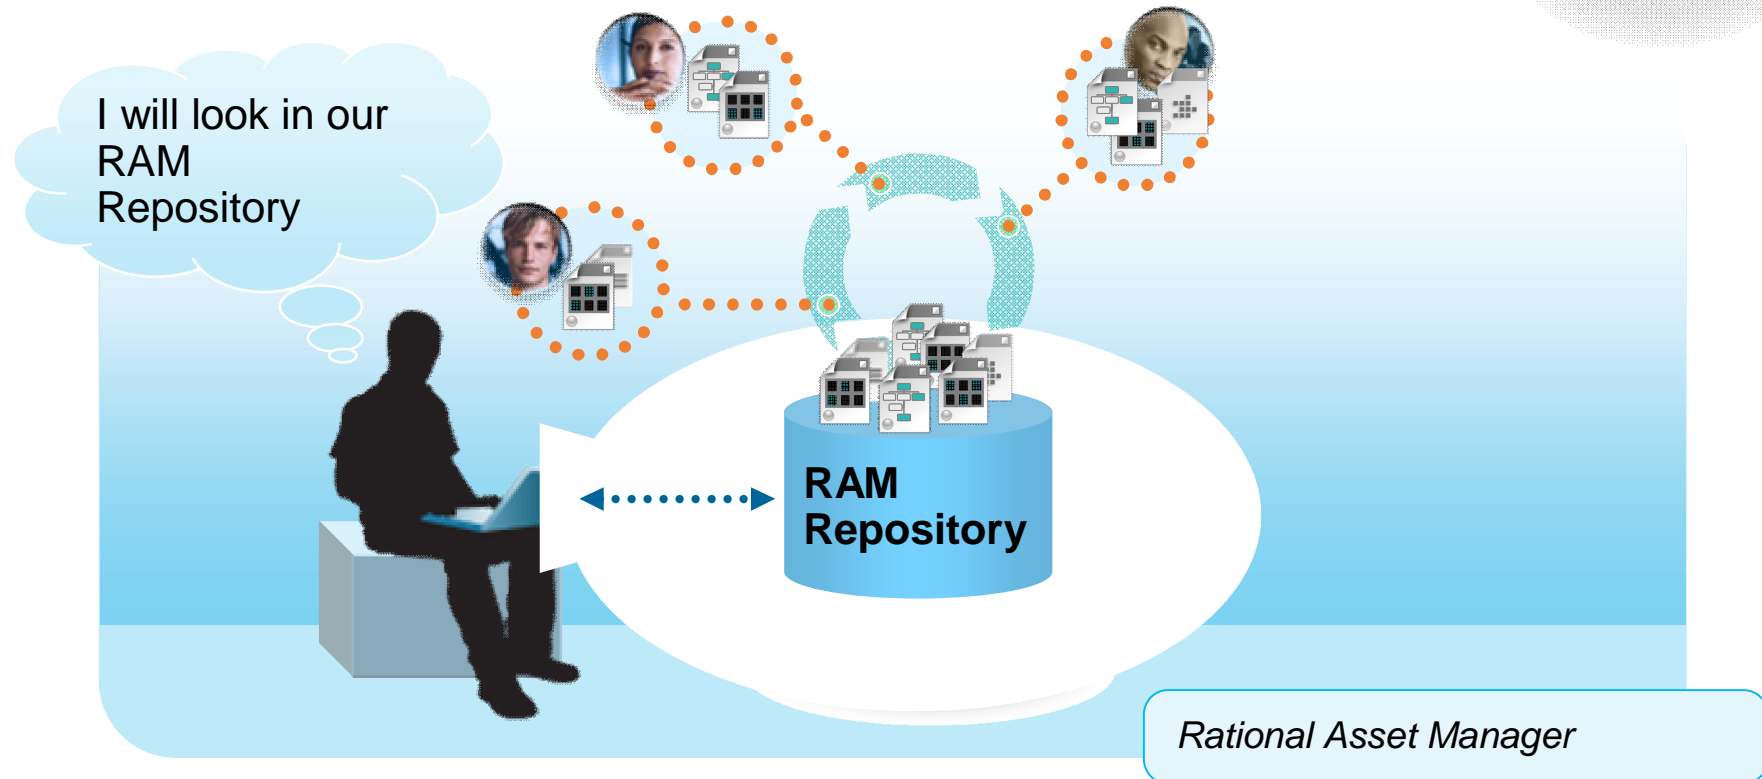 I will look in our
RAM
Repository
RAM
Repository
Rational Asset Manager